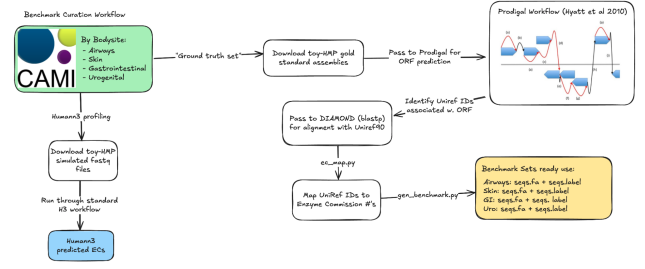 Benchmark Curation Workflow
CAMI
By Bodysite:
- Airways
- Skin
- Gastrointestinal
- Urogenital
"Ground truth set"
Download toy-HMP gold
standard assemblies
Pass to Prodigal for
ORF prediction
Prodigal Workflow (Hyatt et al 2010)
Identify Uniref IDs
associated w. ORF
Pass to DIAMOND (blastp)
for alignment with Uniref90
ec_map.py
Map UniRef IDs to
Enzyme Commission #'s
gen_benchmark.py
Benchmark Sets ready use:
Airways: seqs.fa + seqs.label
Skin: seqs.fa + seqs.label
GI: seqs.fa + seqs. label
Uro: seqs.fa + seqs.label
Humann3 profiling
Download toy-HMP
simulated fastq
files
Run through standard
H3 workflow
Humann3
predicted ECs